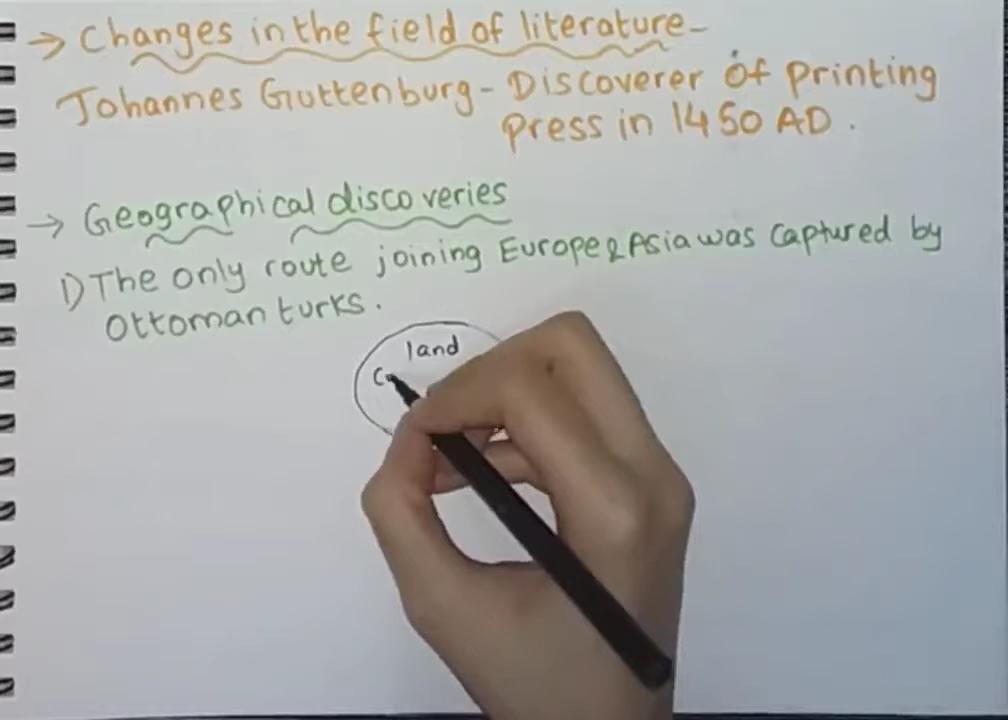 → Changes in the field of literature-
Johannes Guttenburg - Discoverer of printing
press in 1450 AD.
→ Geographical discoveries
1) The only route joining Europe & Asia was captured by
Ottoman turks.
land